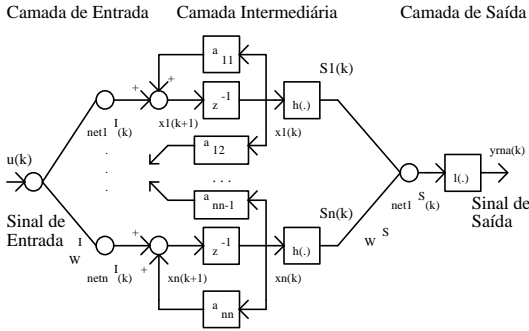 Camada de Entrada Camada Intermediária Camada de Saída
a 11
+
+ z -1 h(.) S1(k)
net1 I (k) x1(k+1) x1(k)
u(k) a 12 yrna(k)
. . .
. . . l(.)
a nn-1 net1 S (k)
Sinal de Entrada Sn(k) Sinal de Saída
W I + z -1 h(.) W S
+
netn I (k) xn(k+1) xn(k)
a nn